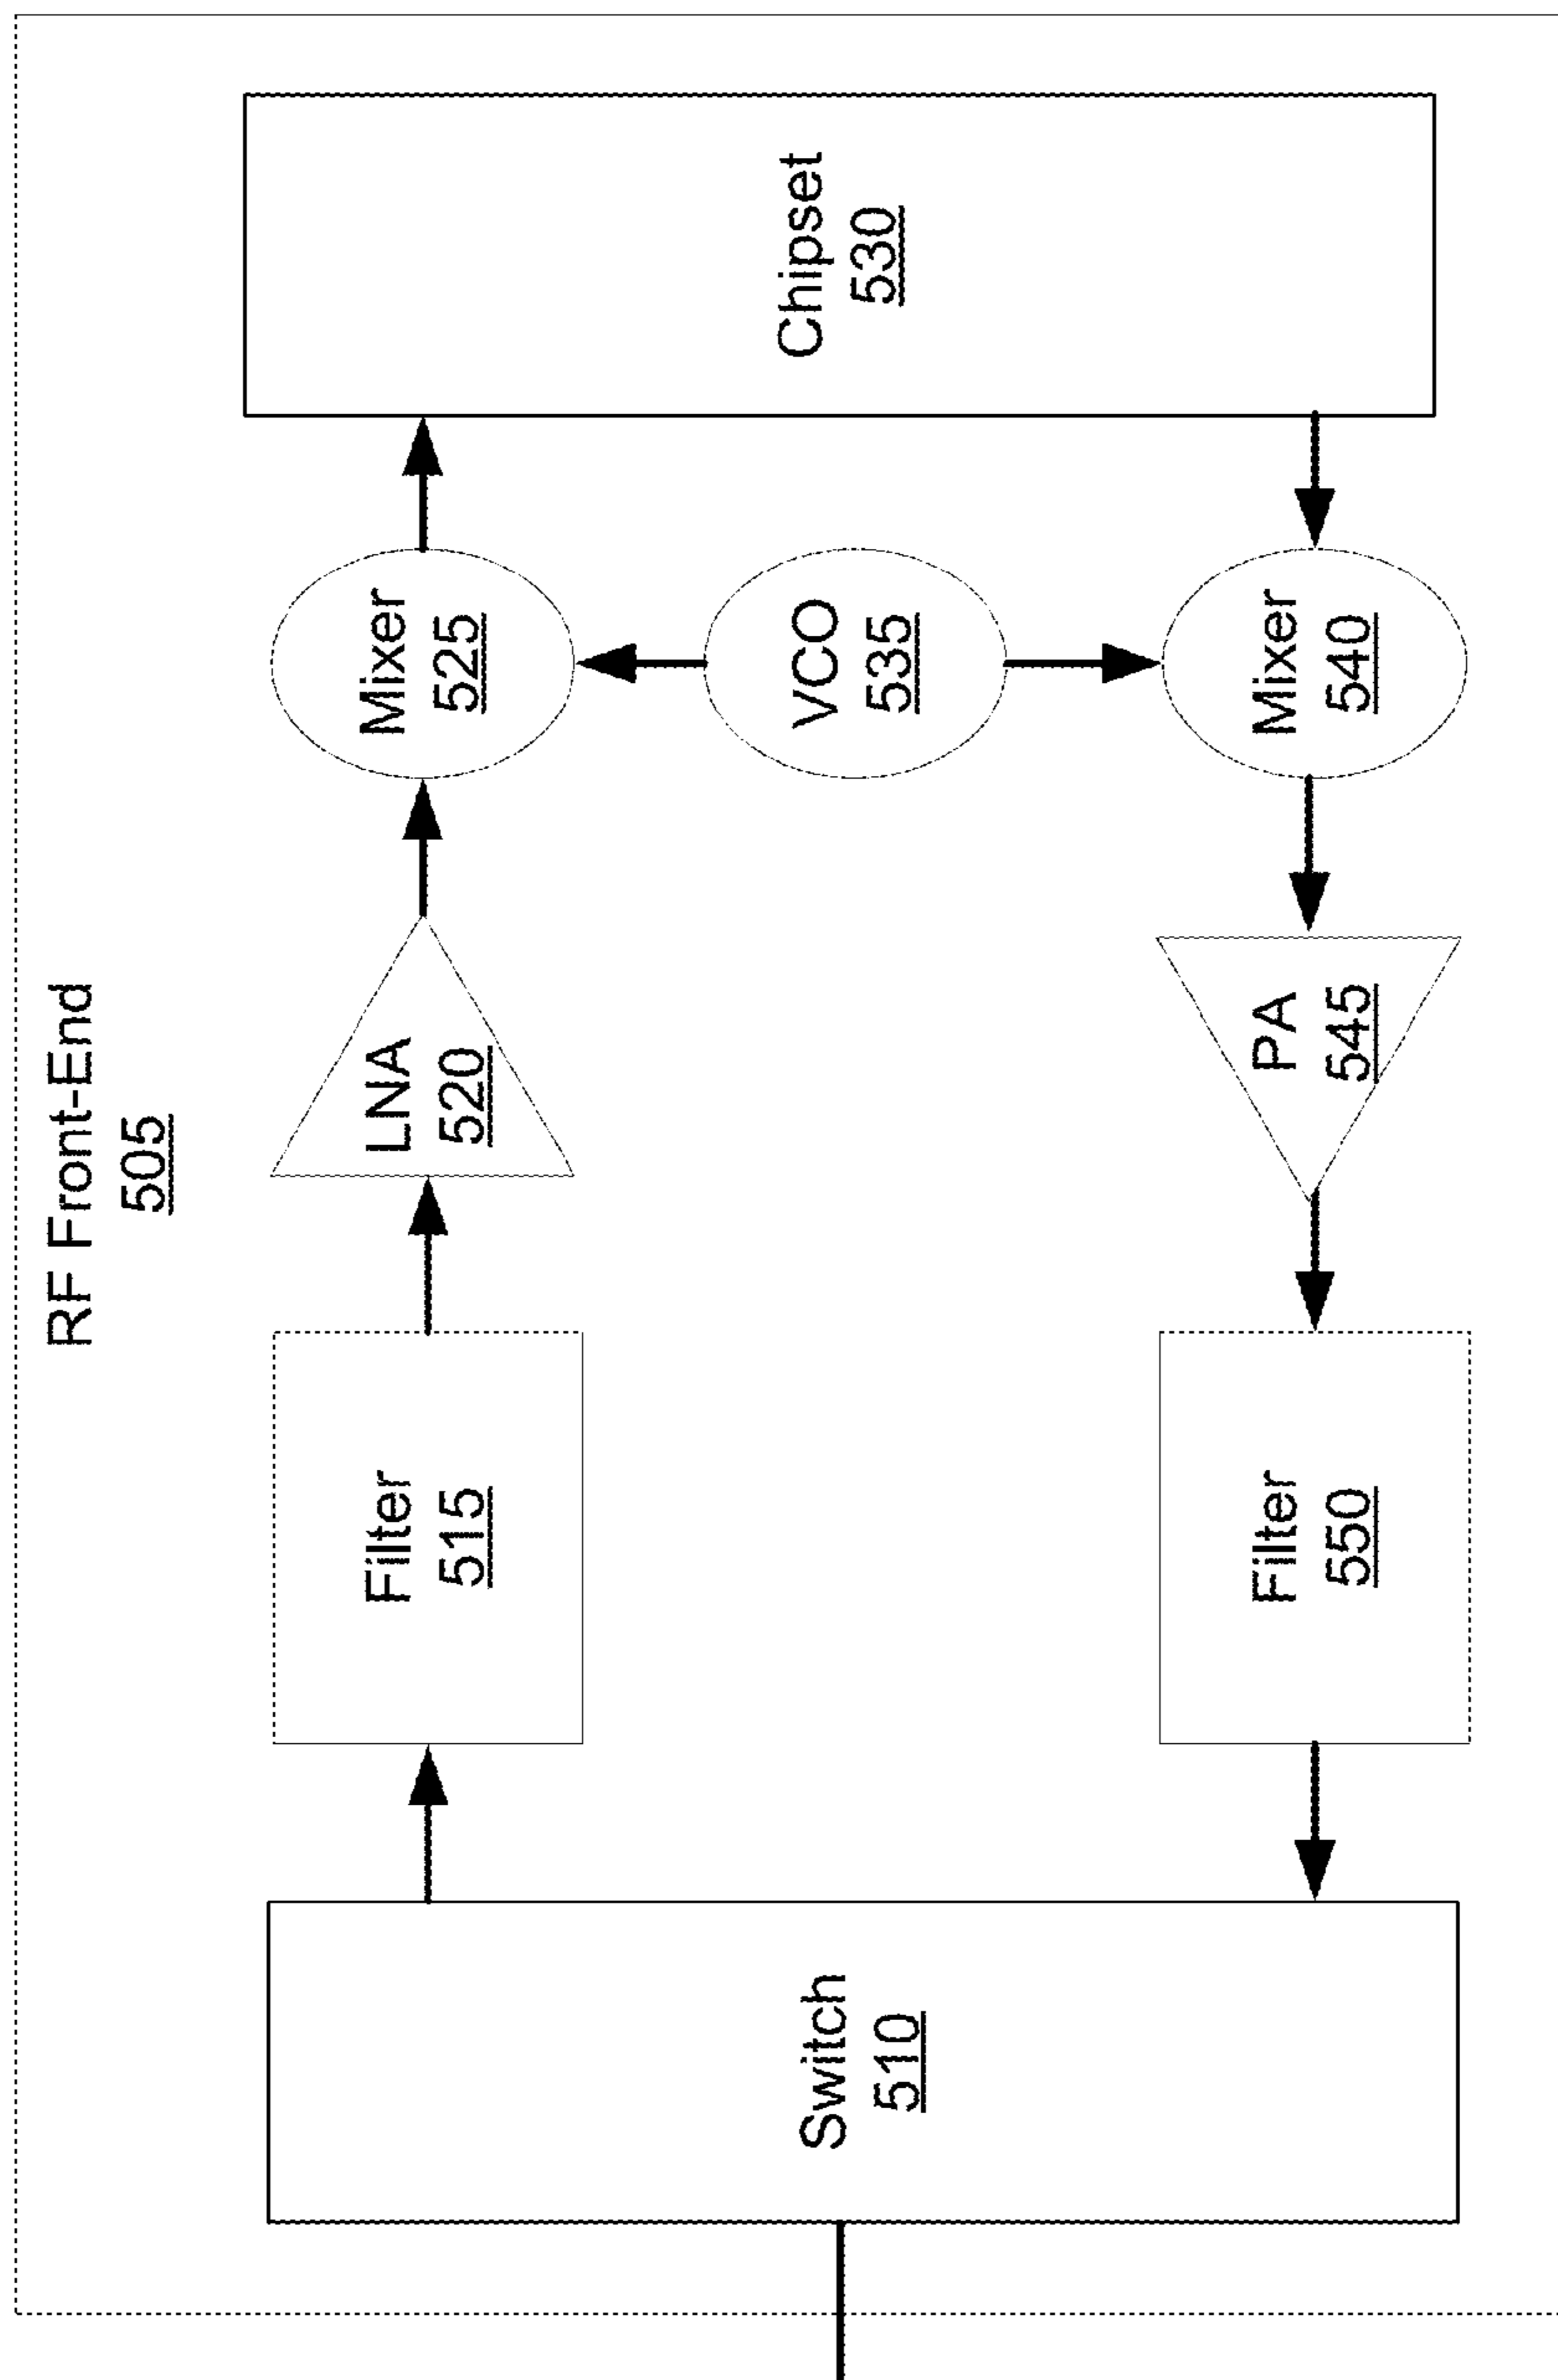 RF Front-End
505
Switch
510
Filter
515
LNA
520
Mixer
525
Chipset
530
VCO
535
Mixer
540
PA
545
Filter
550